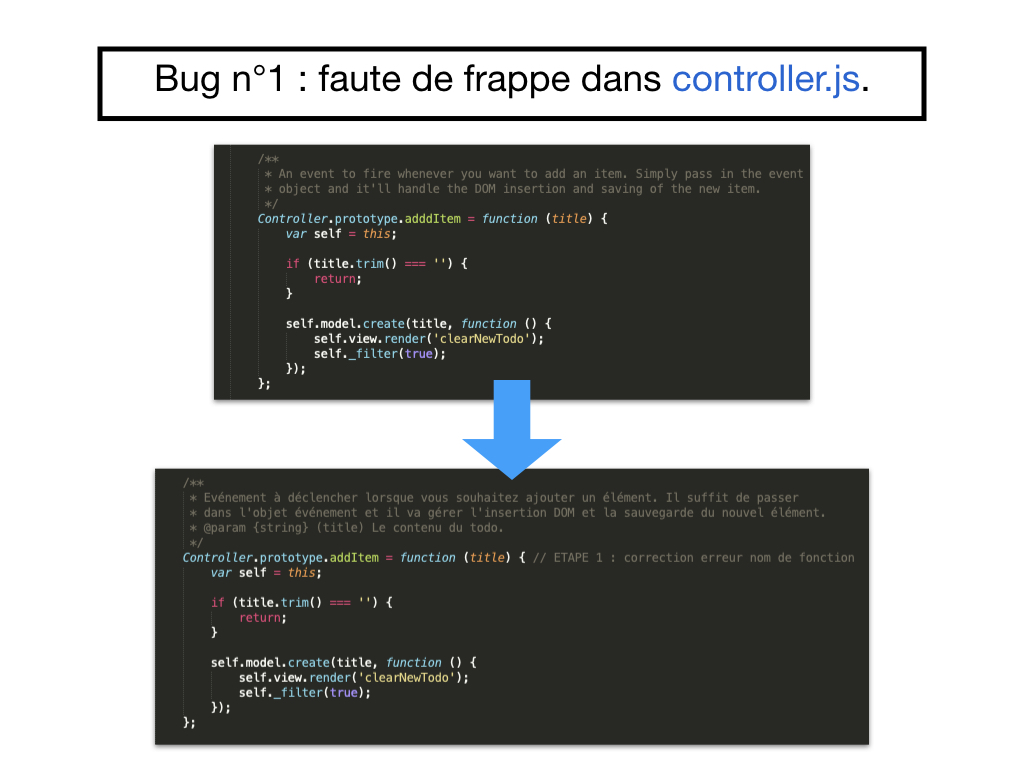 Bug n°1 : faute de frappe dans controller.js.
/**
 * An event to fire whenever you want to add an item. Simply pass in the event
 * object and it'll handle the DOM insertion and saving of the new item.
 */
Controller.prototype.adddItem = function (title) {
    var self = this;

    if (title.trim() === '') {
        return;
    }

    self.model.create(title, function () {
        self.view.render('clearNewTodo');
        self._filter(true);
    });
};
/**
 * Evénement à déclencher lorsque vous souhaitez ajouter un élément. Il suffit de passer
 * dans l'objet événement et il va gérer l'insertion DOM et la sauvegarde du nouvel élément.
 * @param {string} (title) Le contenu du todo.
 */
Controller.prototype.addItem = function (title) { // ETAPE 1 : correction erreur nom de fonction
    var self = this;

    if (title.trim() === '') {
        return;
    }

    self.model.create(title, function () {
        self.view.render('clearNewTodo');
        self._filter(true);
    });
};